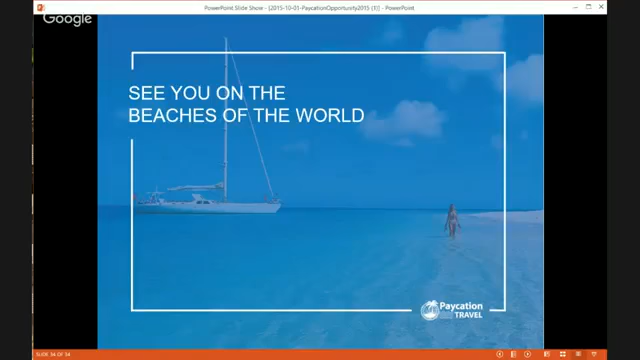 PowerPoint Slide Show - [2015-10-01-PaycationOpportunity2015 (1)] - PowerPoint
Google
SEE YOU ON THE
BEACHES OF THE WORLD
Paycation
TRAVEL
SLIDE 34 OF 34